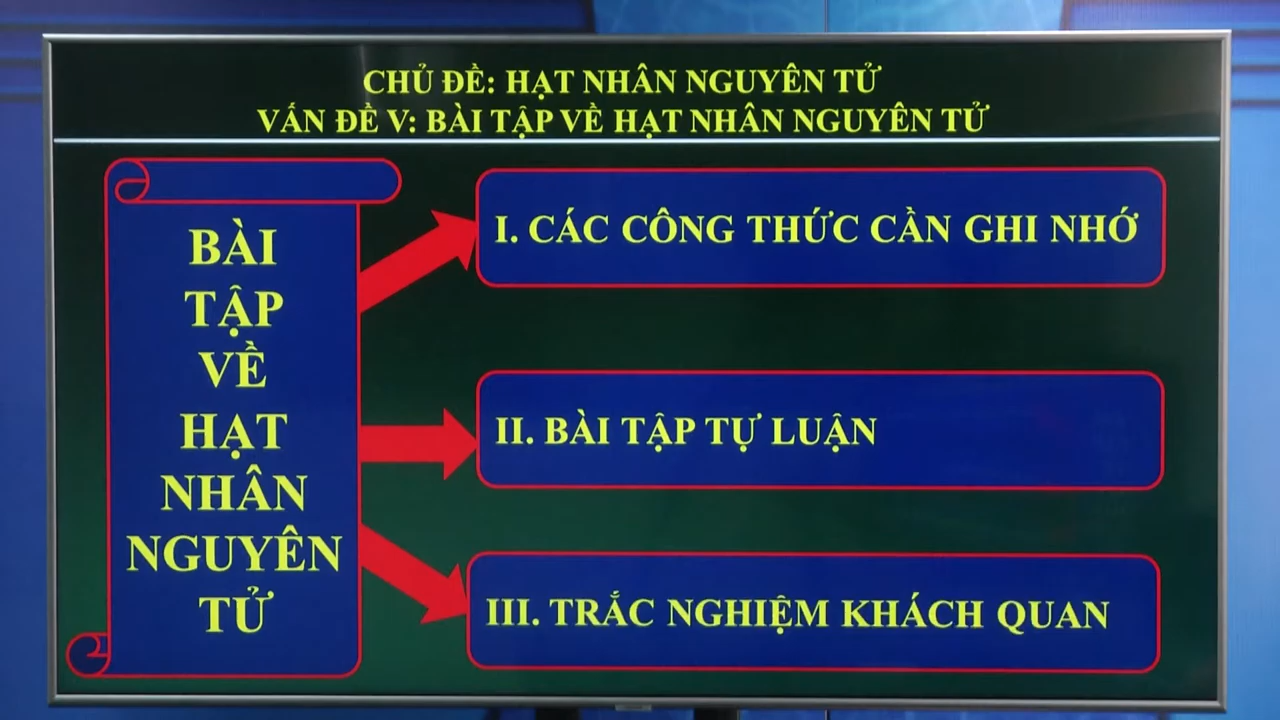 CHỦ ĐỀ: HẠT NHÂN NGUYÊN TỬ
VẤN ĐỀ V: BÀI TẬP VỀ HẠT NHÂN NGUYÊN TỬ
BÀI
TẬP
VỀ
HẠT
NHÂN
NGUYÊN
TỬ
I. CÁC CÔNG THỨC CẦN GHI NHỚ
II. BÀI TẬP TỰ LUẬN
III. TRẮC NGHIỆM KHÁCH QUAN